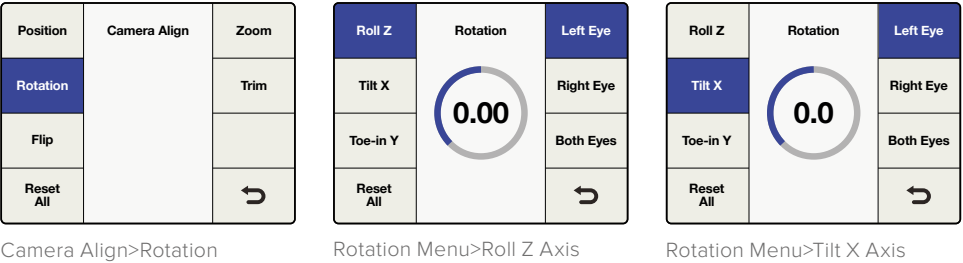 Position
Camera Align
Zoom
Rotation
Trim
Flip
Reset
All
Camera Align>Rotation
Roll Z
Rotation
Left Eye
Tilt X
0.00
Right Eye
Toe-in Y
Both Eyes
Reset
All
Rotation Menu>Roll Z Axis
Roll Z
Rotation
Left Eye
Tilt X
0.0
Right Eye
Toe-in Y
Both Eyes
Reset
All
Rotation Menu>Tilt X Axis